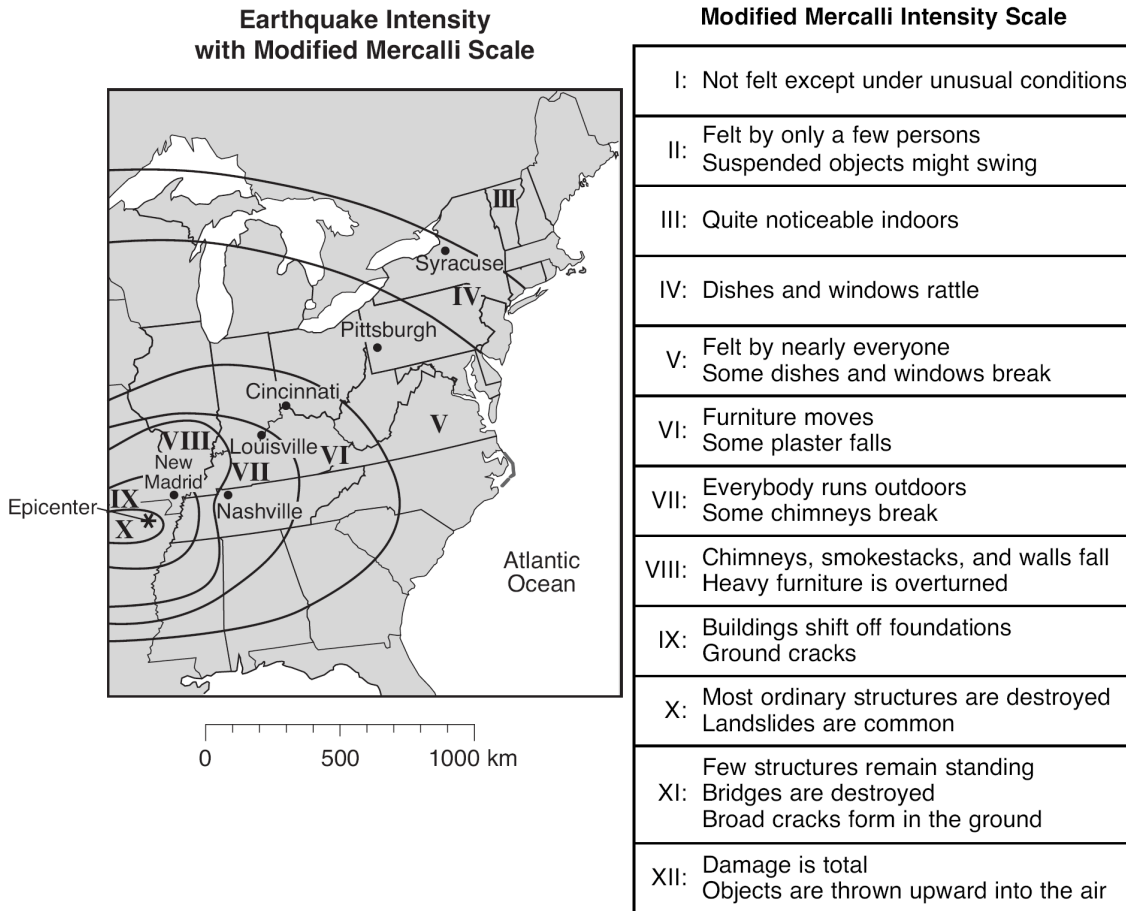 Earthquake Intensity
with Modified Mercalli Scale
III
Syracuse
IV
Pittsburgh
Cincinnati
V
VIII
Louisville
VI
New
Madrid
VII
IX
Epicenter
Nashville
X
Atlantic
Ocean
0 500 1000 km
Modified Mercalli Intensity Scale
I: Not felt except under unusual conditions
II: Felt by only a few persons
Suspended objects might swing
III: Quite noticeable indoors
IV: Dishes and windows rattle
V: Felt by nearly everyone
Some dishes and windows break
VI: Furniture moves
Some plaster falls
VII: Everybody runs outdoors
Some chimneys break
VIII: Chimneys, smokestacks, and walls fall
Heavy furniture is overturned
IX: Buildings shift off foundations
Ground cracks
X: Most ordinary structures are destroyed
Landslides are common
XI: Few structures remain standing
Bridges are destroyed
Broad cracks form in the ground
XII: Damage is total
Objects are thrown upward into the air